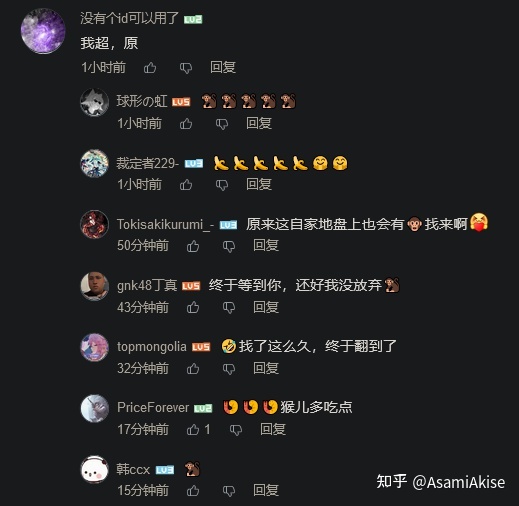 没有个id可以用了 LV2
我超，原
1小时前 回复
球形の虹 LV5 🐒🐒🐒🐒🐒
1小时前 回复
裁定者229- LV3 🍌🍌🍌🍌🍌🤗🤗
1小时前 回复
Tokisakikurumi_- LV3 原来这自家地盘上也会有🐵找来啊🥰
50分钟前 回复
gnk48丁真 LV5 终于等到你，还好我没放弃🐒
43分钟前 回复
topmongolia LV5 🤣找了这么久，终于翻到了
32分钟前 回复
PriceForever LV2 🍤🍤🍤猴儿多吃点
17分钟前 1 回复
韩ccx LV3 🐒
15分钟前 回复
知乎 @AsamiAkise